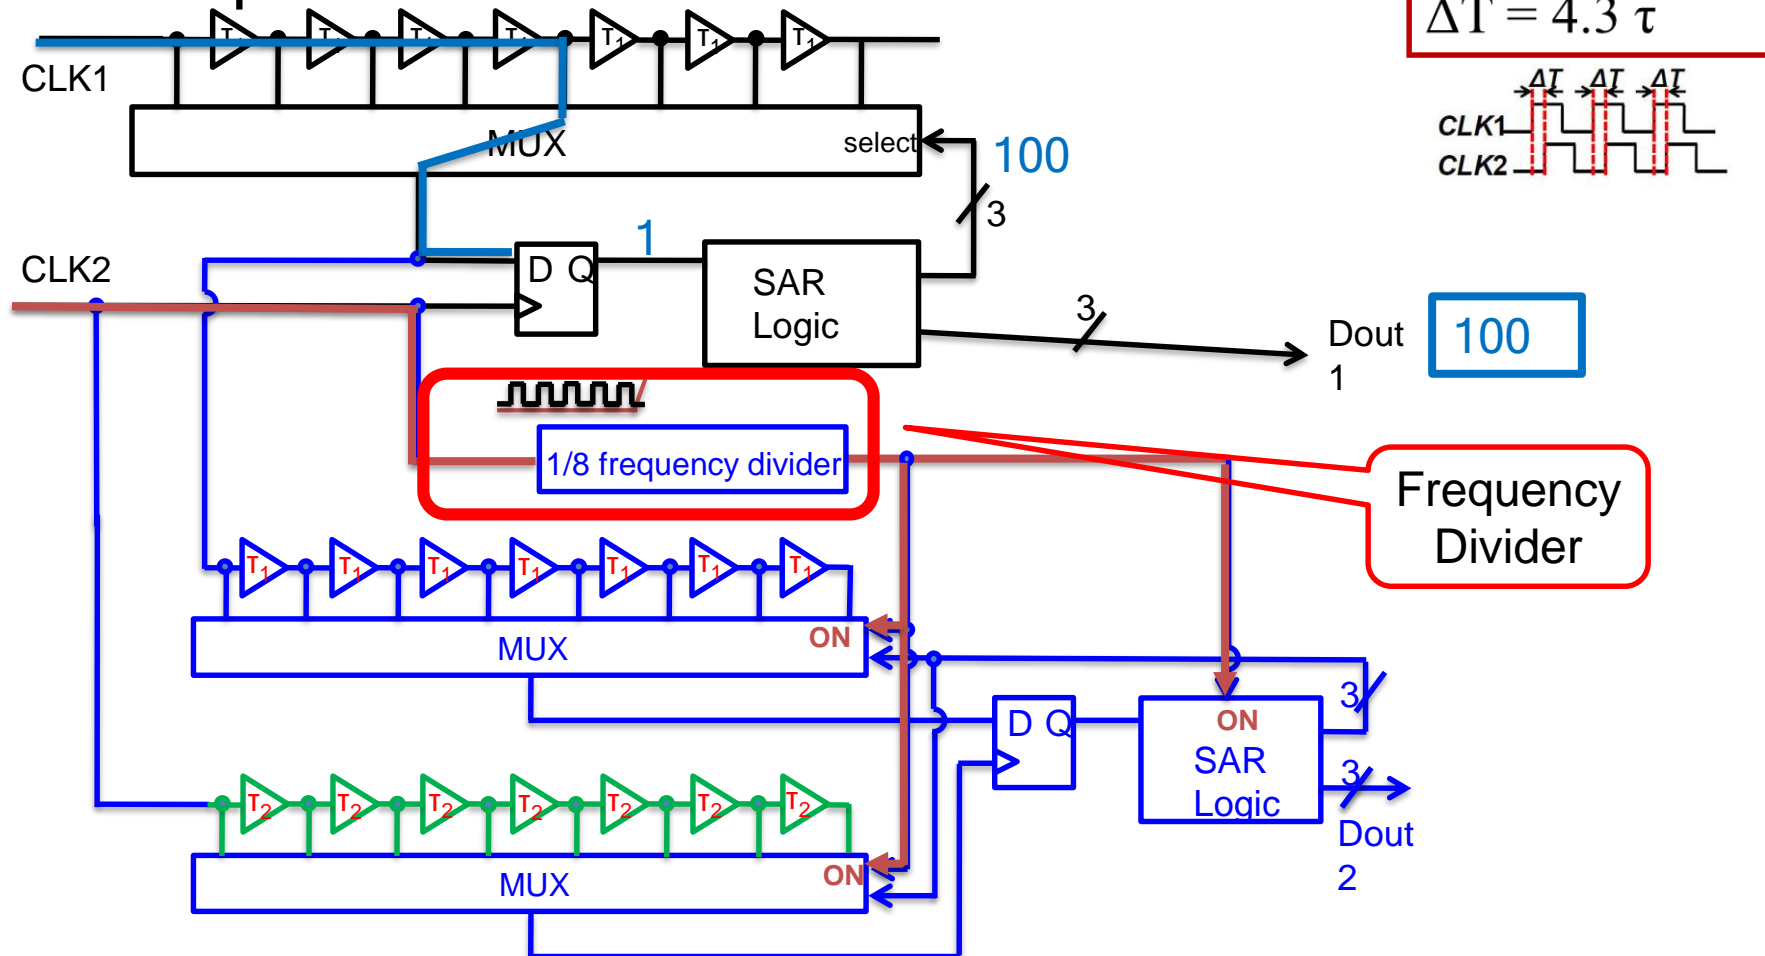 ΔT = 4.3 τ
T1 T1 T1 T1 T1 T1 T1
CLK1
ΔT ΔT ΔT
CLK1
CLK2
MUX
select
100
3
1
CLK2
D Q
SAR
Logic
3
Dout
1
100
1/8 frequency divider
Frequency
Divider
T1 T1 T1 T1 T1 T1 T1
ON
MUX
3
D Q
ON
SAR
Logic
3
T2 T2 T2 T2 T2 T2 T2
Dout
2
ON
MUX